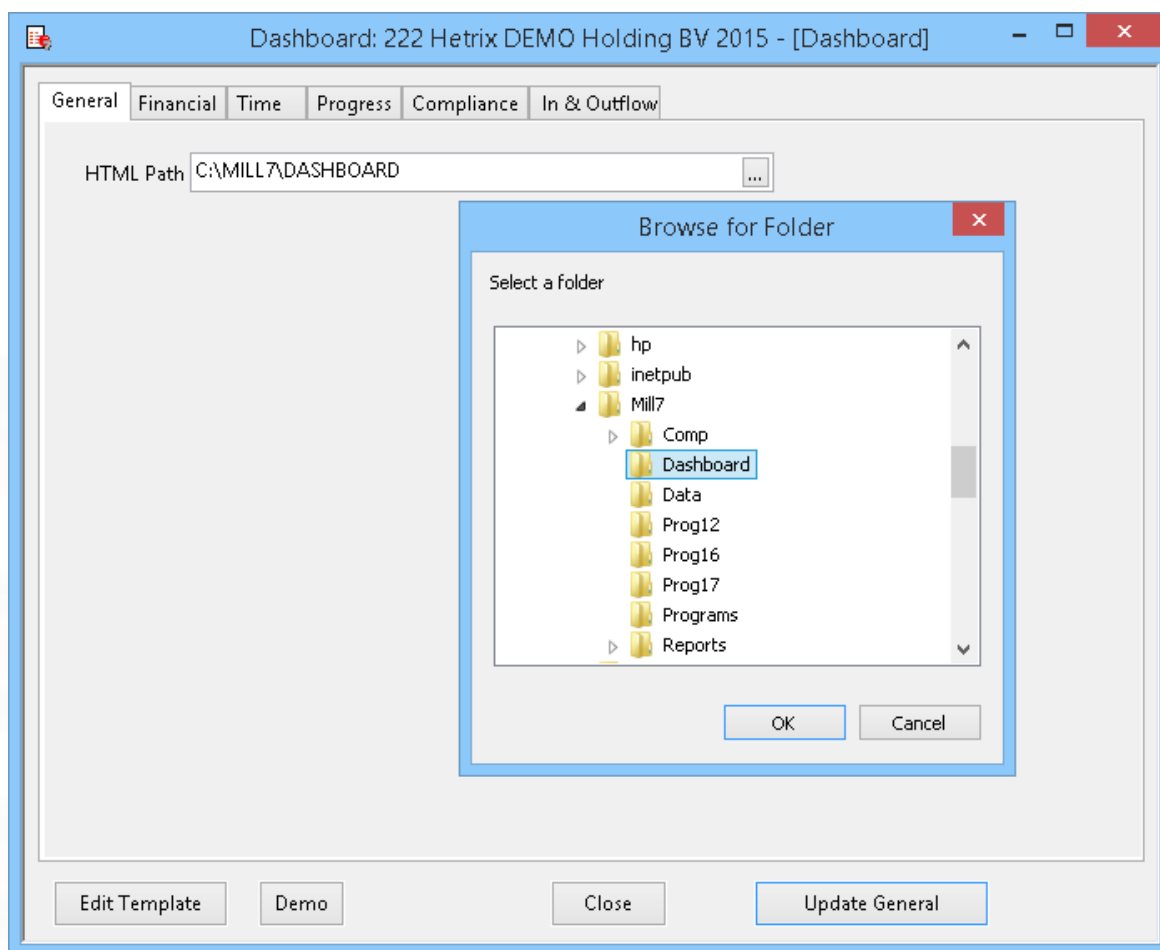 Dashboard: 222 Hetrix DEMO Holding BV 2015 - [Dashboard]
General Financial Time Progress Compliance In & Outflow
HTML Path C:\MILL7\DASHBOARD ...
Browse for Folder
Select a folder
hp
inetpub
Mill7
Comp
Dashboard
Data
Prog12
Prog16
Prog17
Programs
Reports
OK Cancel
Edit Template Demo Close Update General